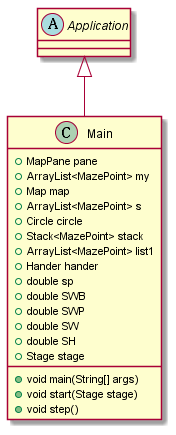 A Application
C Main
MapPane pane
ArrayList<MazePoint> my
Map map
ArrayList<MazePoint> s
Circle circle
Stack<MazePoint> stack
ArrayList<MazePoint> list1
Hander hander
double sp
double SWB
double SWP
double SW
double SH
Stage stage
void main(String[] args)
void start(Stage stage)
void step()